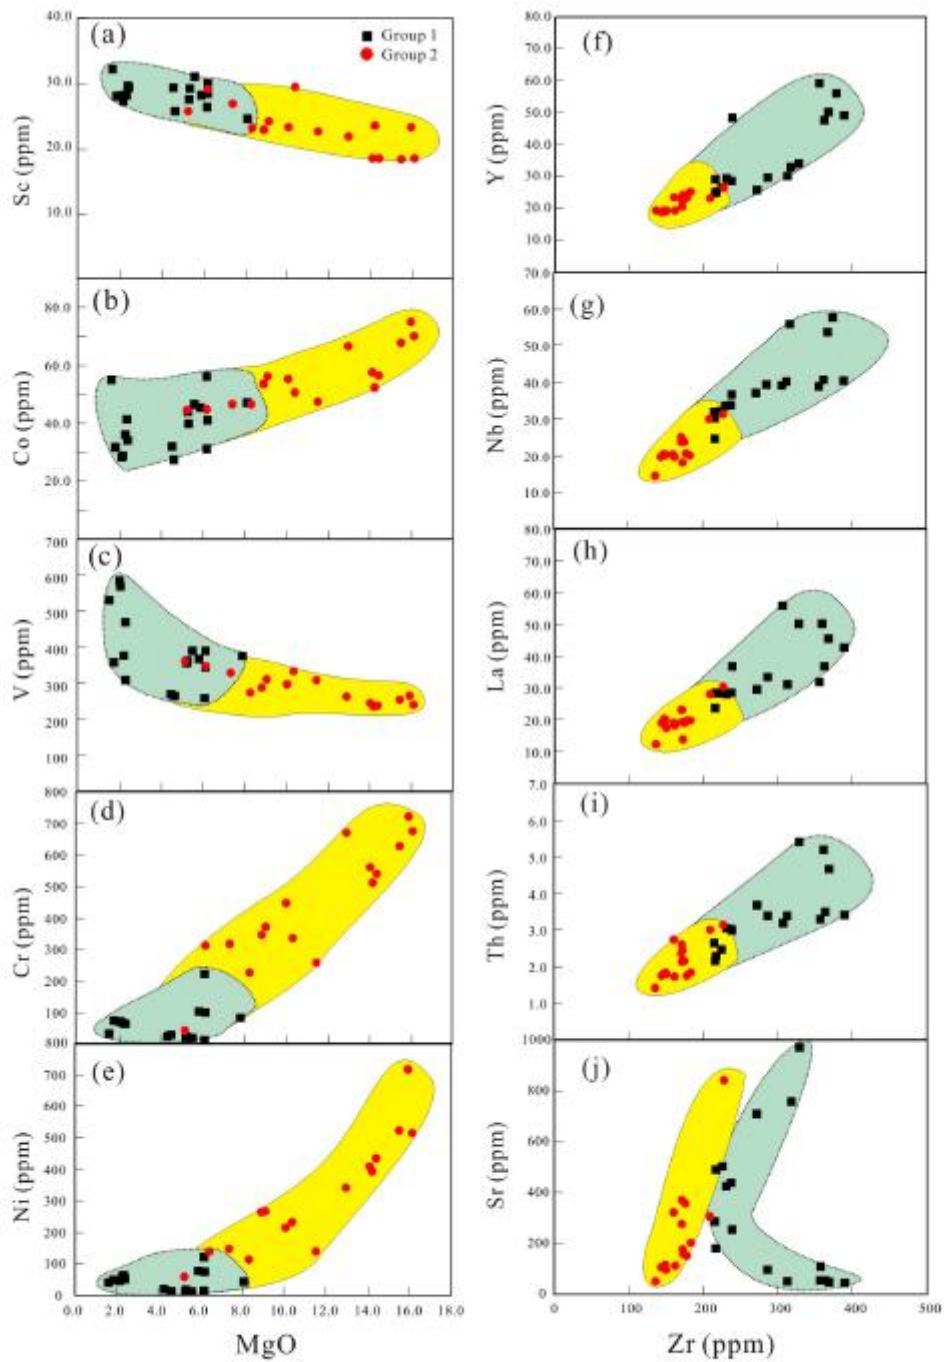 (a)
Group 1
Group 2
40.0
30.0
20.0
10.0
Sc (ppm)
(b)
80.0
60.0
40.0
20.0
Co (ppm)
(c)
700
600
500
400
300
200
100
V (ppm)
(d)
800
700
600
500
400
300
200
100
Cr (ppm)
(e)
800
700
600
500
400
300
200
100
0
Ni (ppm)
0.0 2.0 4.0 6.0 8.0 10.0 12.0 14.0 16.0 18.0
MgO
(f)
80.0
70.0
60.0
50.0
40.0
30.0
20.0
10.0
Y (ppm)
(g)
70.0
60.0
50.0
40.0
30.0
20.0
10.0
Nb (ppm)
(h)
80.0
70.0
60.0
50.0
40.0
30.0
20.0
10.0
La (ppm)
(i)
7.0
6.0
5.0
4.0
3.0
2.0
1.0
Th (ppm)
(j)
1000
800
600
400
200
0
Sr (ppm)
0 100 200 300 400 500
Zr (ppm)